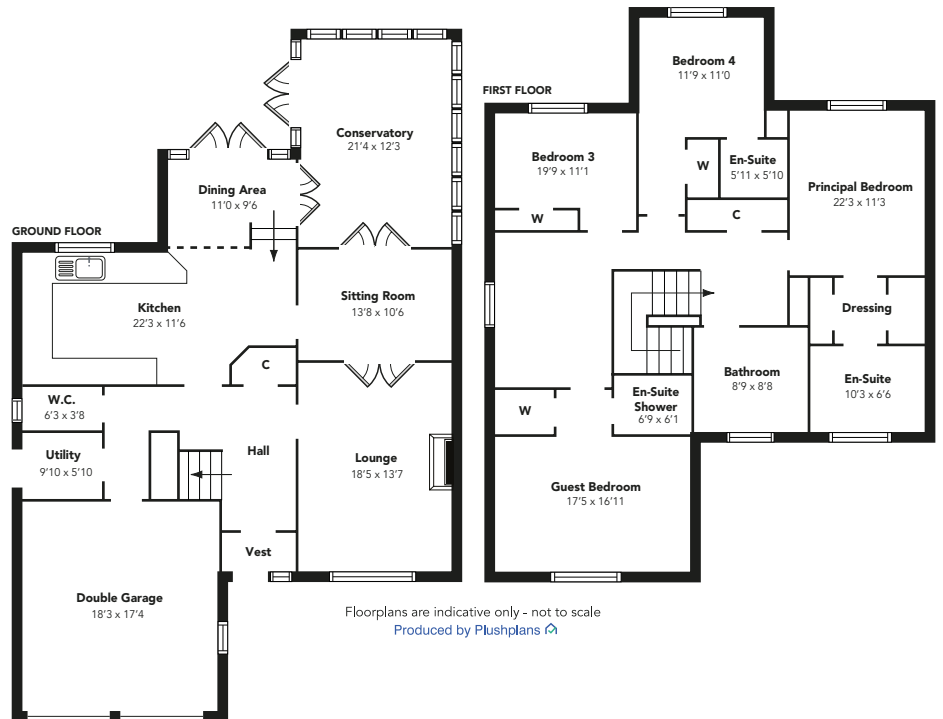 GROUND FLOOR
Conservatory
21'4 x 12'3
Dining Area
11'0 x 9'6
Kitchen
22'3 x 11'6
Sitting Room
13'8 x 10'6
C
W.C.
6'3 x 3'8
Utility
9'10 x 5'10
Hall
Lounge
18'5 x 13'7
Vest
Double Garage
18'3 x 17'4
FIRST FLOOR
Bedroom 4
11'9 x 11'0
Bedroom 3
19'9 x 11'1
W
W
En-Suite
5'11 x 5'10
C
Principal Bedroom
22'3 x 11'3
Dressing
Bathroom
8'9 x 8'8
En-Suite
10'3 x 6'6
W
En-Suite
Shower
6'9 x 6'1
Guest Bedroom
17'5 x 16'11
Floorplans are indicative only - not to scale
Produced by Plushplans